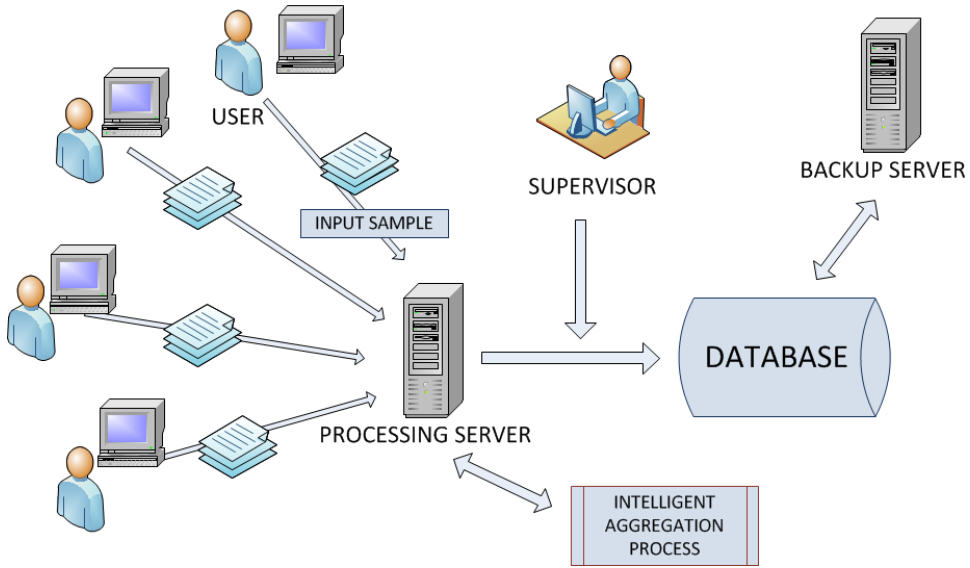 USER
SUPERVISOR
BACKUP SERVER
INPUT SAMPLE
DATABASE
PROCESSING SERVER
INTELLIGENT
AGGREGATION
PROCESS